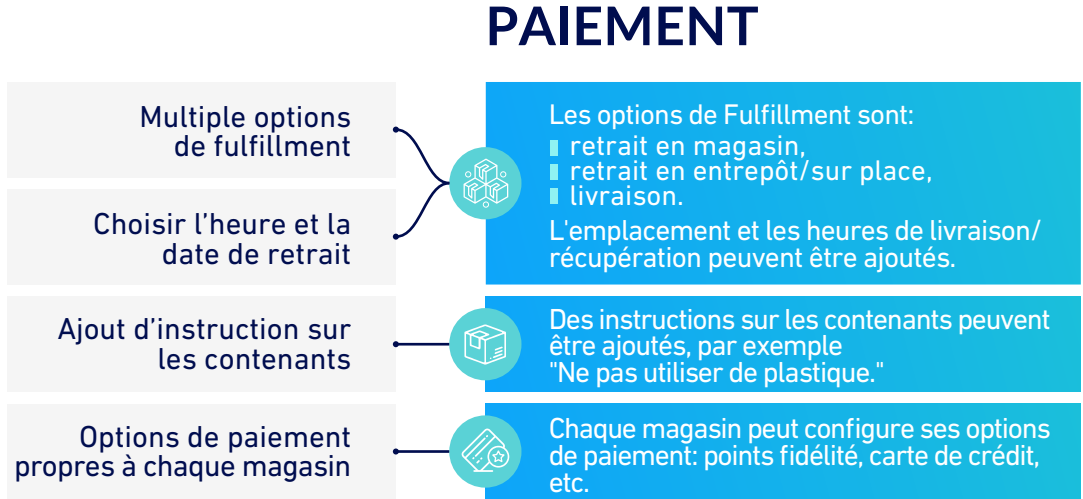 PAIEMENT
Multiple options
de fulfillment
Choisir l’heure et la
date de retrait
Les options de Fulfillment sont:
retrait en magasin,
retrait en entrepôt/sur place,
livraison.
L'emplacement et les heures de livraison/
récupération peuvent être ajoutés.
Ajout d’instruction sur
les contenants
Des instructions sur les contenants peuvent
être ajoutés, par exemple
"Ne pas utiliser de plastique."
Options de paiement
propres à chaque magasin
Chaque magasin peut configure ses options
de paiement: points fidélité, carte de crédit,
etc.